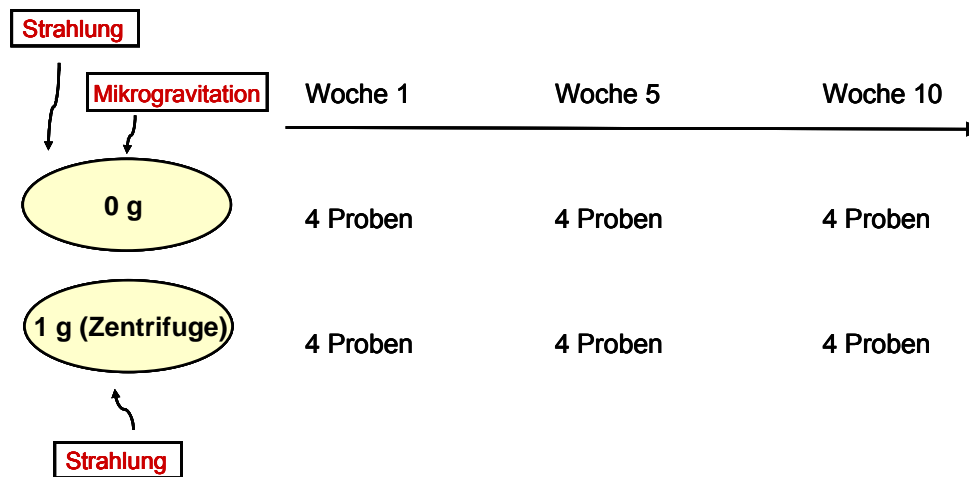 Strahlung
Mikrogravitation
Woche 1 Woche 5 Woche 10
0 g
4 Proben 4 Proben 4 Proben
1 g (Zentrifuge)
4 Proben 4 Proben 4 Proben
Strahlung